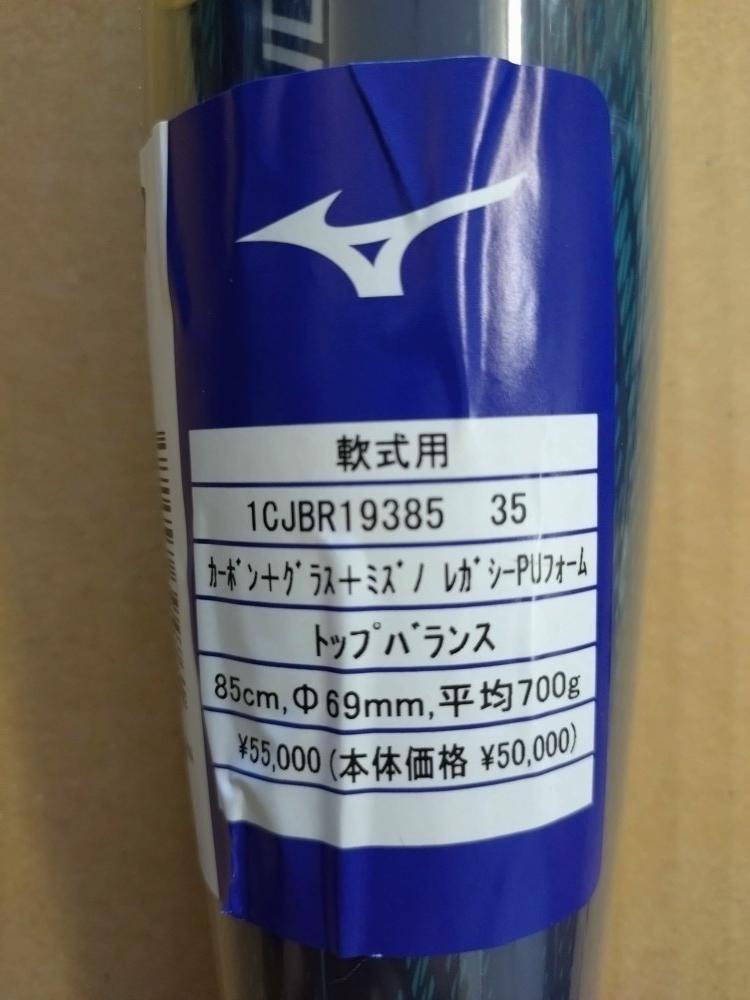 軟式用
1CJBR19385 35
ｶｰﾎﾞﾝ＋ｸﾞﾗｽ＋ﾐｽﾞﾉ ﾚｶﾞｼｰPUﾌｫｰﾑ
ﾄｯﾌﾟﾊﾞﾗﾝｽ
85cm,Φ69mm,平均700g
¥55,000(本体価格 ¥50,000)